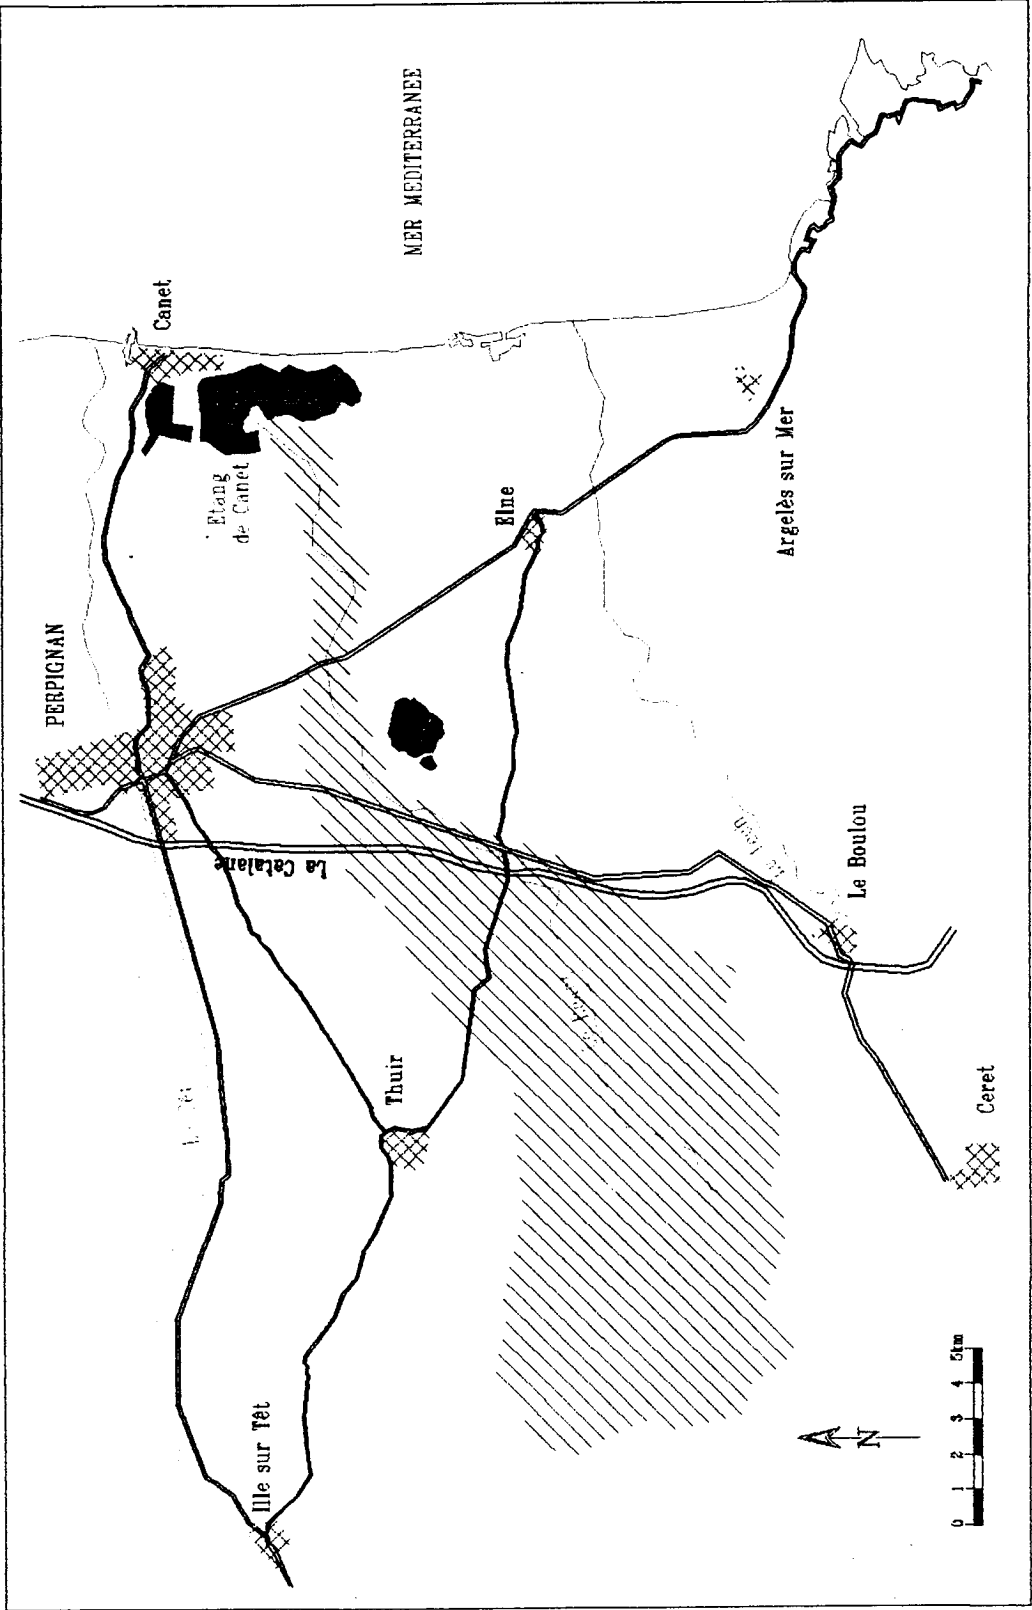 MER MEDITERRANEE
Canet
Etang
de Canet
PERPIGNAN
Elne
Argelès sur Mer
La Catalane
Le Boulou
Thuir
Ceret
Ille sur Têt
N
0 1 2 3 4 5km